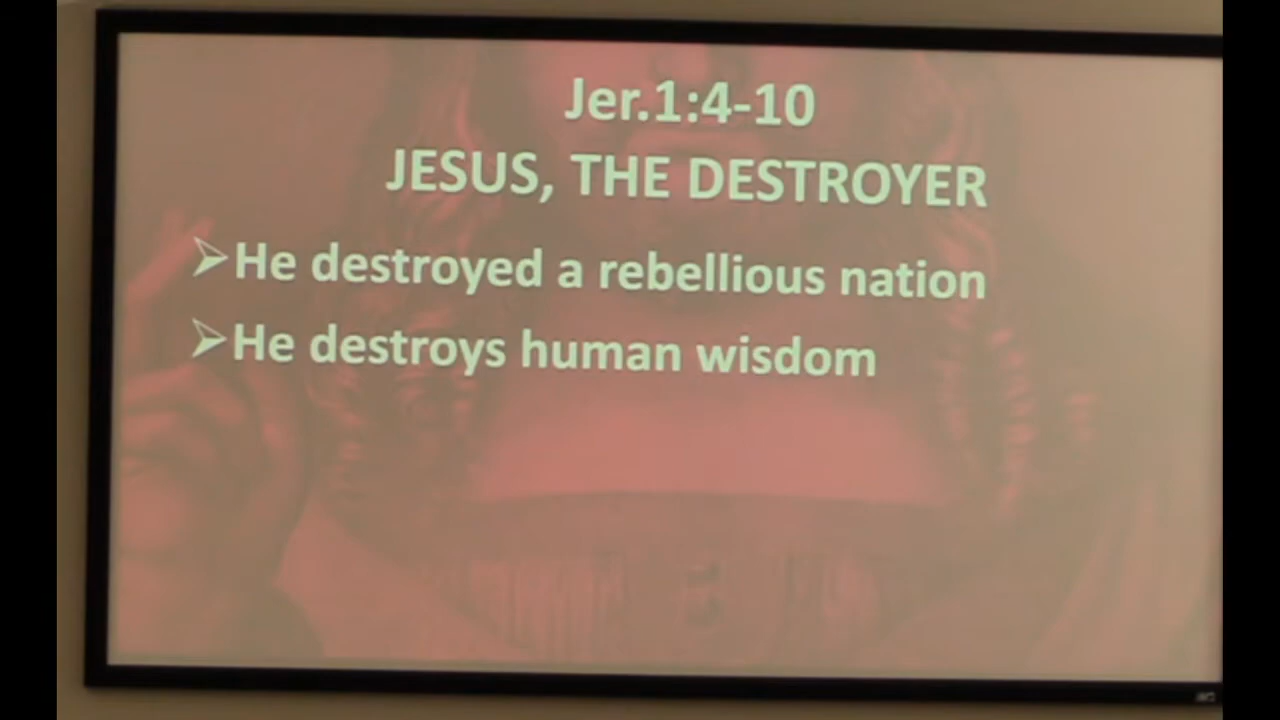 Jer.1:4-10
JESUS, THE DESTROYER
➢He destroyed a rebellious nation
➢He destroys human wisdom